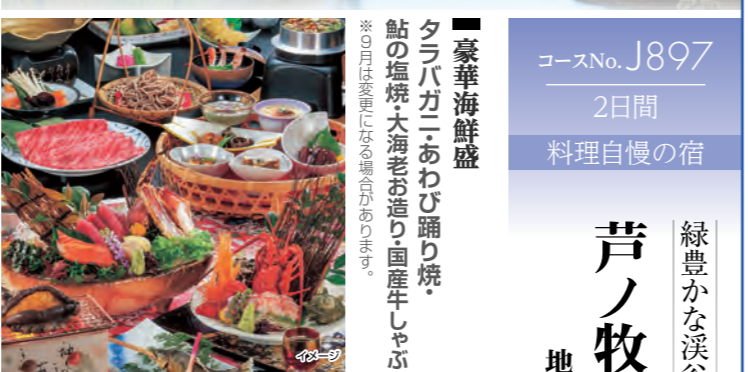 コースNo.J897
2日間
料理自慢の宿
緑豊かな渓谷
芦ノ牧
地
■豪華海鮮盛
タラバガニ・あわび踊り焼・
鮎の塩焼・大海老お造り・国産牛しゃぶ
※9月は変更になる場合があります。
イメージ